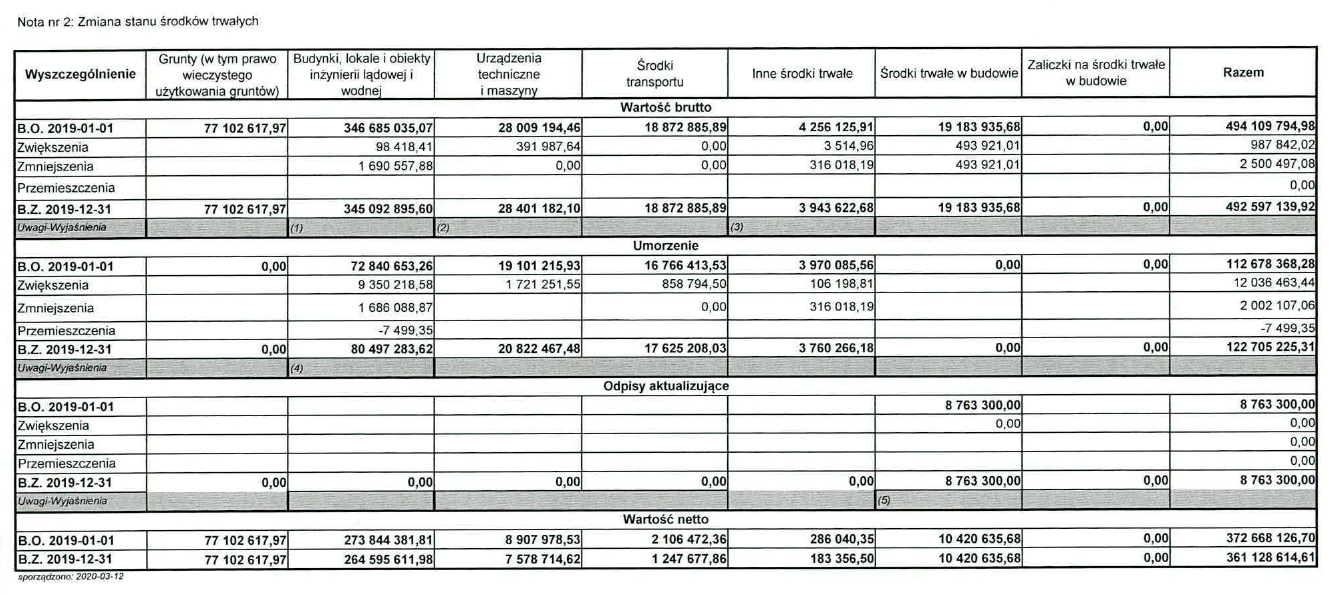 Nota nr 2: Zmiana stanu środków trwałych
Wyszczególnienie | Grunty (w tym prawo wieczystego użytkowania gruntów) | Budynki, lokale i obiekty inżynierii lądowej i wodnej | Urządzenia techniczne i maszyny | Środki transportu | Inne środki trwałe | Środki trwałe w budowie | Zaliczki na środki trwałe w budowie | Razem
Wartość brutto
B.O. 2019-01-01 | 77 102 617,97 | 346 685 035,07 | 28 009 194,46 | 18 872 885,89 | 4 256 125,91 | 19 183 935,68 | 0,00 | 494 109 794,98
Zwiększenia | 98 418,41 | 391 987,64 | 0,00 | 3 514,96 | 493 921,01 | 987 842,02
Zmniejszenia | 1 690 557,88 | 0,00 | 0,00 | 316 018,19 | 493 921,01 | 2 500 497,08
Przemieszczenia | 0,00
B.Z. 2019-12-31 | 77 102 617,97 | 345 092 895,60 | 28 401 182,10 | 18 872 885,89 | 3 943 622,68 | 19 183 935,68 | 0,00 | 492 597 139,92
Uwagi-Wyjaśnienia | (1) | (2) | (3)
Umorzenie
B.O. 2019-01-01 | 0,00 | 72 840 653,26 | 19 101 215,93 | 16 766 413,53 | 3 970 085,56 | 0,00 | 0,00 | 112 678 368,28
Zwiększenia | 9 350 218,58 | 1 721 251,55 | 858 794,50 | 106 198,81 | 12 036 463,44
Zmniejszenia | 1 686 088,87 | 0,00 | 316 018,19 | 2 002 107,06
Przemieszczenia | -7 499,35 | -7 499,35
B.Z. 2019-12-31 | 0,00 | 80 497 283,62 | 20 822 467,48 | 17 625 208,03 | 3 760 266,18 | 0,00 | 0,00 | 122 705 225,31
Uwagi-Wyjaśnienia | (4)
Odpisy aktualizujące
B.O. 2019-01-01 | 8 763 300,00 | 8 763 300,00
Zwiększenia | 0,00 | 0,00
Zmniejszenia | 0,00
Przemieszczenia | 0,00
B.Z. 2019-12-31 | 0,00 | 0,00 | 0,00 | 0,00 | 0,00 | 8 763 300,00 | 0,00 | 8 763 300,00
Uwagi-Wyjaśnienia | (5)
Wartość netto
B.O. 2019-01-01 | 77 102 617,97 | 273 844 381,81 | 8 907 978,53 | 2 106 472,36 | 286 040,35 | 10 420 635,68 | 0,00 | 372 668 126,70
B.Z. 2019-12-31 | 77 102 617,97 | 264 595 611,98 | 7 578 714,62 | 1 247 677,86 | 183 356,50 | 10 420 635,68 | 0,00 | 361 128 614,61
sporządzono: 2020-03-12